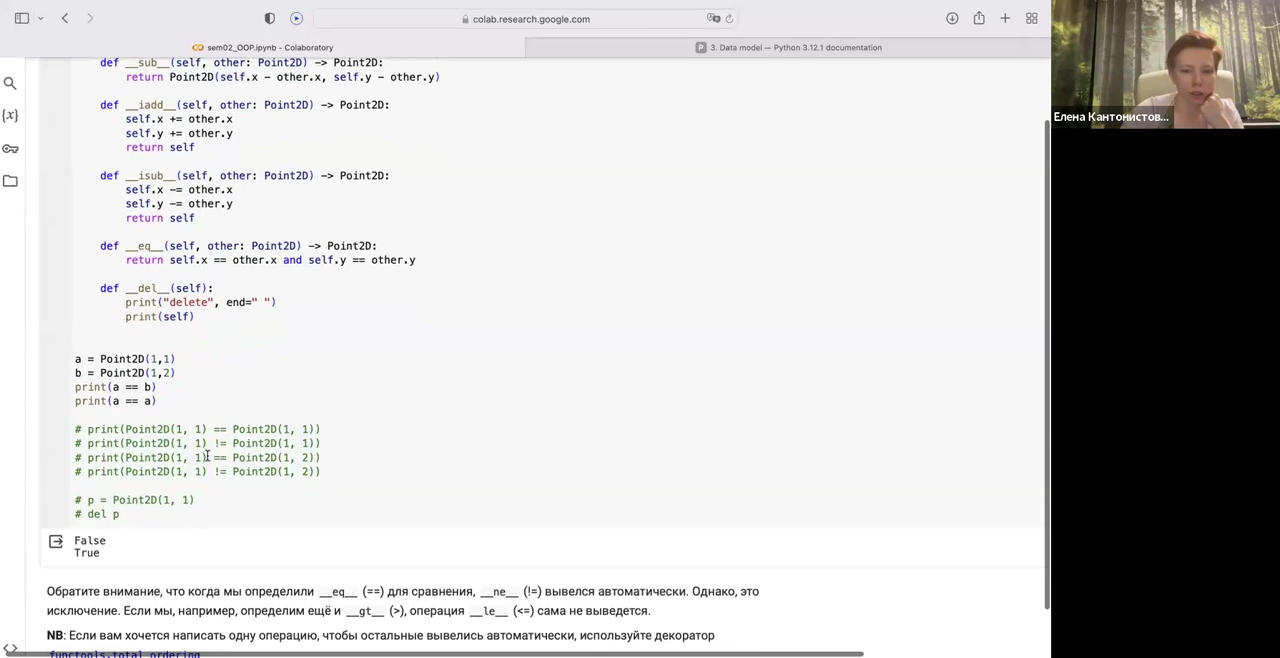 colab.research.google.com
sem02_OOP.ipynb - Colaboratory
3. Data model — Python 3.12.1 documentation
def __sub__(self, other: Point2D) -> Point2D:
return Point2D(self.x - other.x, self.y - other.y)
def __iadd__(self, other: Point2D) -> Point2D:
self.x += other.x
self.y += other.y
return self
def __isub__(self, other: Point2D) -> Point2D:
self.x -= other.x
self.y -= other.y
return self
def __eq__(self, other: Point2D) -> Point2D:
return self.x == other.x and self.y == other.y
def __del__(self):
print("delete", end=" ")
print(self)
a = Point2D(1,1)
b = Point2D(1,2)
print(a == b)
print(a == a)
# print(Point2D(1, 1) == Point2D(1, 1))
# print(Point2D(1, 1) != Point2D(1, 1))
# print(Point2D(1, 1) == Point2D(1, 2))
# print(Point2D(1, 1) != Point2D(1, 2))
# p = Point2D(1, 1)
# del p
False
True
Обратите внимание, что когда мы определили __eq__ (==) для сравнения, __ne__ (!=) вывелся автоматически. Однако, это
исключение. Если мы, например, определим ещё и __gt__ (>), операция __le__ (<=) сама не выведется.
NB: Если вам хочется написать одну операцию, чтобы остальные вывелись автоматически, используйте декоратор
functools.total_ordering
Елена Кантонистов...